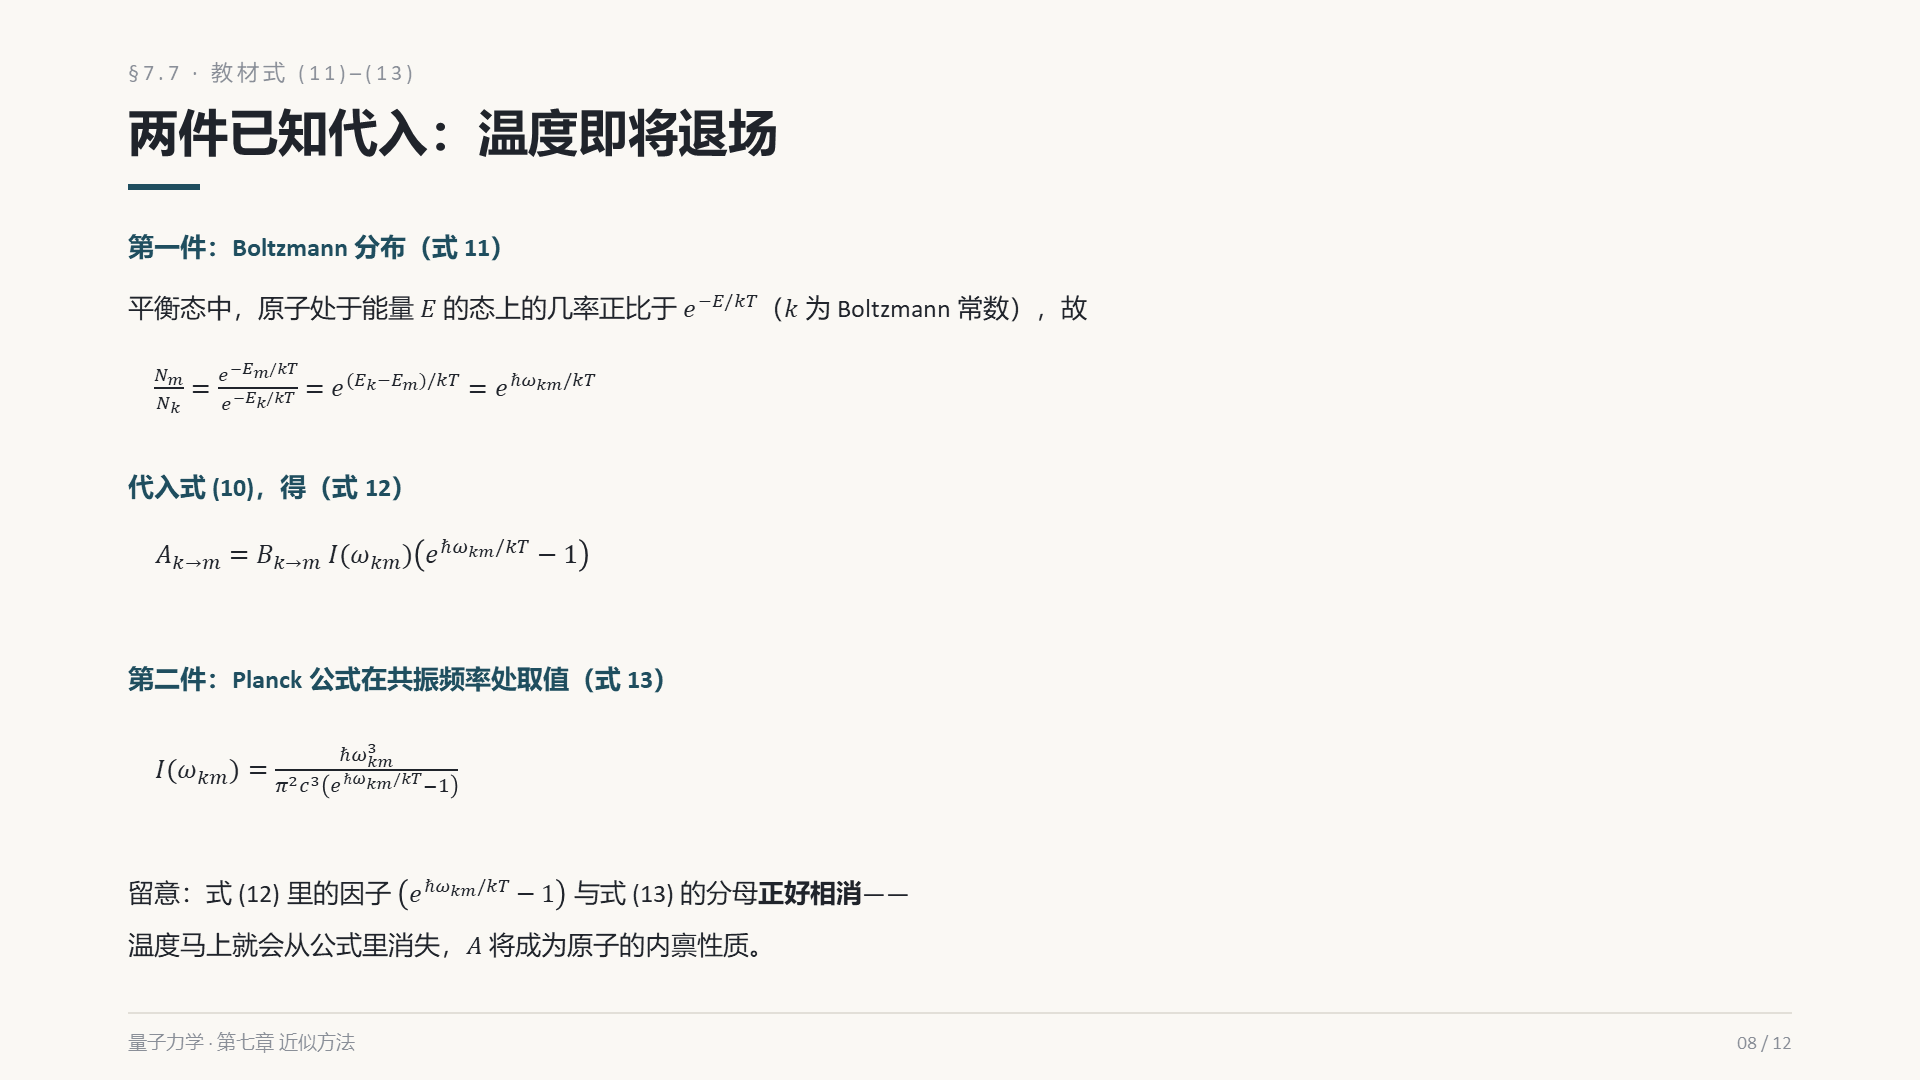 §7.7 · 教材式 (11)–(13)
两件已知代入：温度即将退场
第一件：Boltzmann 分布（式 11）
平衡态中，原子处于能量 E 的态上的几率正比于 e^{−E/kT}（k 为 Boltzmann 常数），故
\frac{N_m}{N_k} = \frac{e^{−E_m/kT}}{e^{−E_k/kT}} = e^{(E_k−E_m)/kT} = e^{ℏω_{km}/kT}
代入式 (10)，得（式 12）
A_{k→m} = B_{k→m} I(ω_{km})(e^{ℏω_{km}/kT} − 1)
第二件：Planck 公式在共振频率处取值（式 13）
I(ω_{km}) = \frac{ℏω_{km}^3}{π^2c^3(e^{ℏω_{km}/kT}−1)}
留意：式 (12) 里的因子 (e^{ℏω_{km}/kT} − 1) 与式 (13) 的分母正好相消——
温度马上就会从公式里消失，A 将成为原子的内禀性质。
量子力学 · 第七章 近似方法
08 / 12